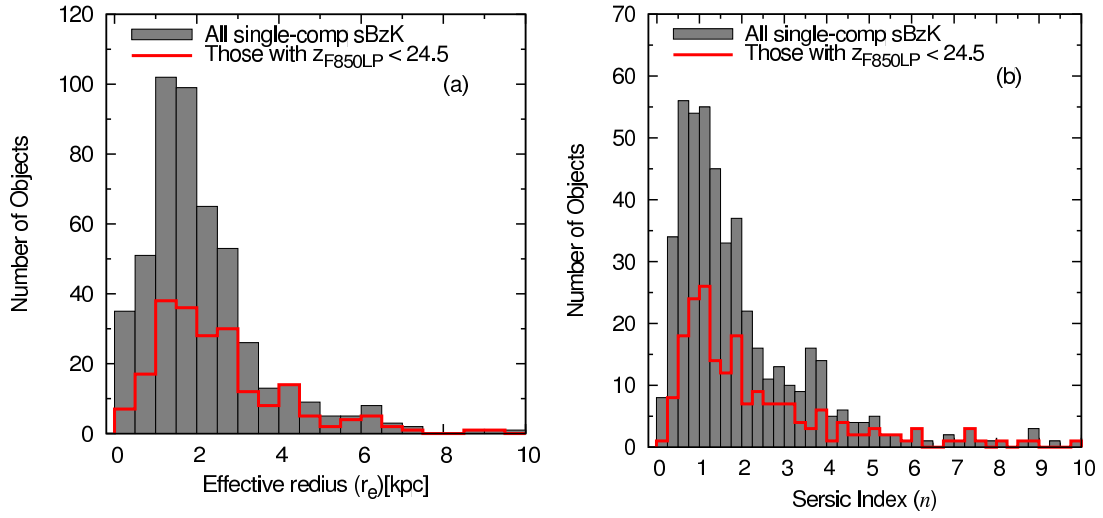 120
100
80
60
40
20
0
0 2 4 6 8 10
Number of Objects
Effective redius (r_e)[kpc]
All single-comp sBzK
Those with z_F850LP < 24.5
(a)
70
60
50
40
30
20
10
0
0 1 2 3 4 5 6 7 8 9 10
Number of Objects
Sersic Index (n)
All single-comp sBzK
Those with z_F850LP < 24.5
(b)